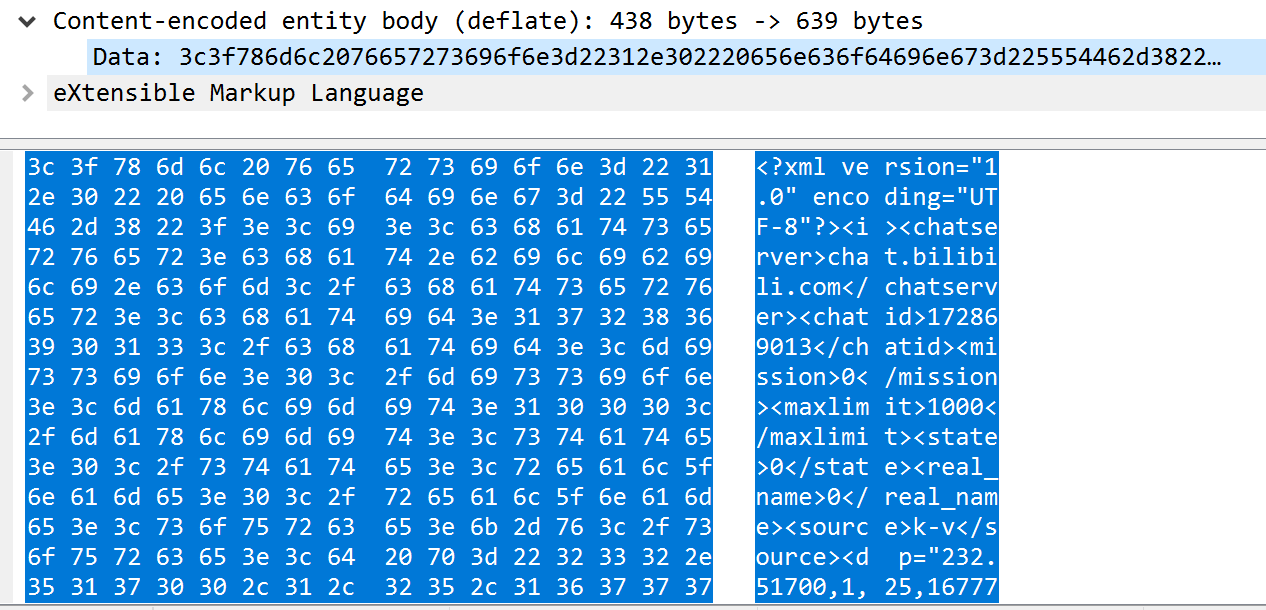 Content-encoded entity body (deflate): 438 bytes -> 639 bytes
Data: 3c3f786d6c2076657273696f6e3d22312e302220656e636f64696e673d225554462d3822…
eXtensible Markup Language
3c 3f 78 6d 6c 20 76 65 72 73 69 6f 6e 3d 22 31 <?xml ve rsion="1
2e 30 22 20 65 6e 63 6f 64 69 6e 67 3d 22 55 54 .0" enco ding="UT
46 2d 38 22 3f 3e 3c 69 3e 3c 63 68 61 74 73 65 F-8"?><i ><chatse
72 76 65 72 3e 63 68 61 74 2e 62 69 6c 69 62 69 rver>cha t.bilibi
6c 69 2e 63 6f 6d 3c 2f 63 68 61 74 73 65 72 76 li.com</ chatserv
65 72 3e 3c 63 68 61 74 69 64 3e 31 37 32 38 36 er><chat id>17286
39 30 31 33 3c 2f 63 68 61 74 69 64 3e 3c 6d 69 9013</ch atid><mi
73 73 69 6f 6e 3e 30 3c 2f 6d 69 73 73 69 6f 6e ssion>0< /mission
3e 3c 6d 61 78 6c 69 6d 69 74 3e 31 30 30 30 3c ><maxlim it>1000<
2f 6d 61 78 6c 69 6d 69 74 3e 3c 73 74 61 74 65 /maxlimi t><state
3e 30 3c 2f 73 74 61 74 65 3e 3c 72 65 61 6c 5f >0</stat e><real_
6e 61 6d 65 3e 30 3c 2f 72 65 61 6c 5f 6e 61 6d name>0</ real_nam
65 3e 3c 73 6f 75 72 63 65 3e 6b 2d 76 3c 2f 73 e><sourc e>k-v</s
6f 75 72 63 65 3e 3c 64 20 70 3d 22 32 33 32 2e ource><d p="232.
35 31 37 30 30 2c 31 2c 32 35 2c 31 36 37 37 37 51700,1, 25,16777